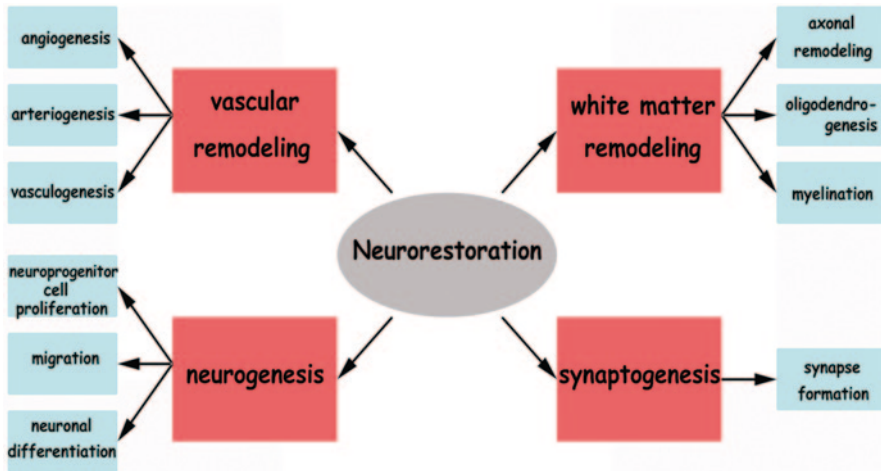 angiogenesis
arteriogenesis
vasculogenesis
vascular
remodeling
white matter
remodeling
axonal
remodeling
oligodendro-
genesis
myelination
Neurorestoration
neuroprogenitor
cell
proliferation
migration
neuronal
differentiation
neurogenesis
synaptogenesis
synapse
formation